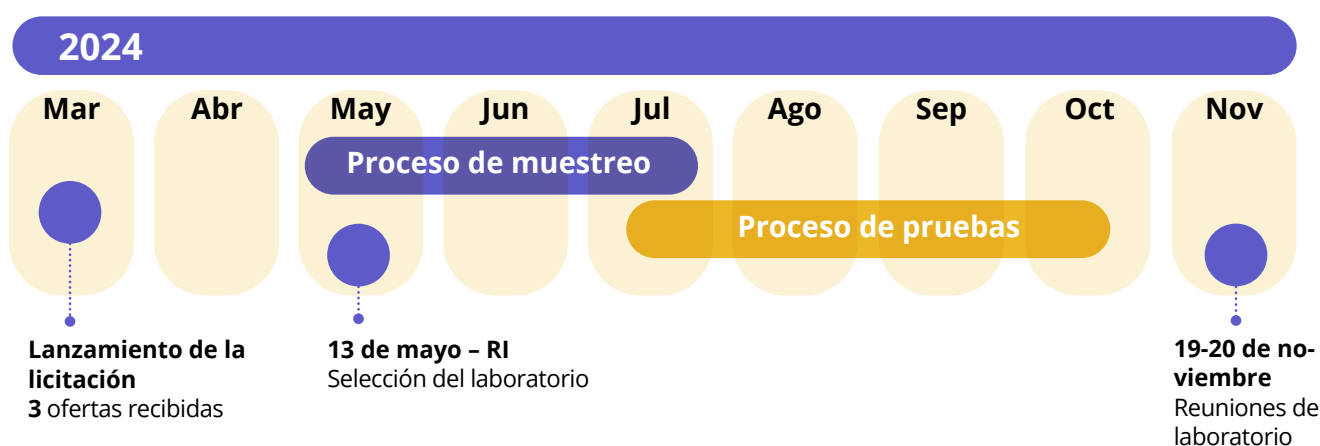 2024
Mar Abr May Jun Jul Ago Sep Oct Nov
Proceso de muestreo
Proceso de pruebas
Lanzamiento de la
licitación
3 ofertas recibidas
13 de mayo – RI
Selección del laboratorio
19-20 de no-
viembre
Reuniones de
laboratorio